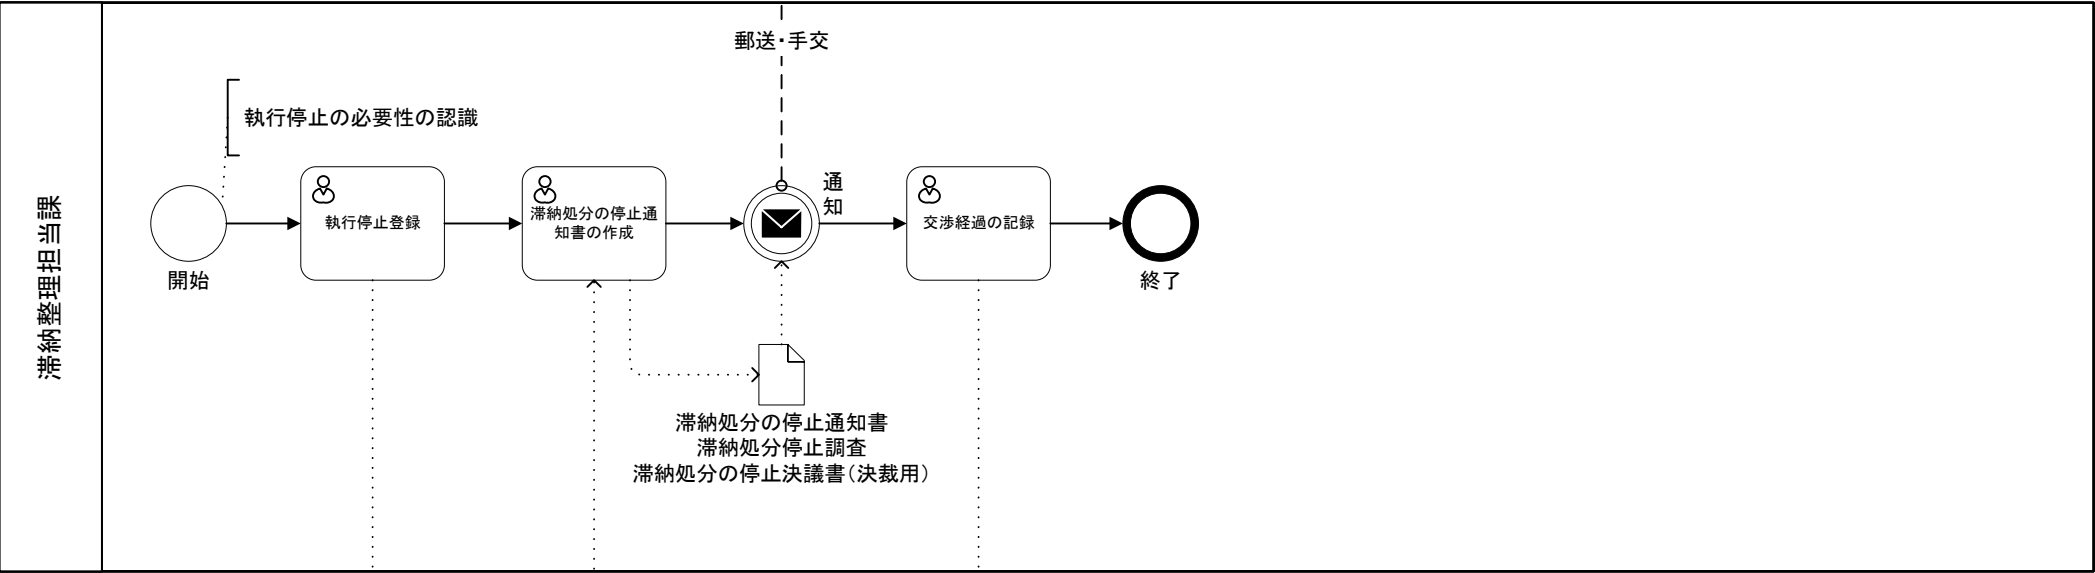 滞納整理担当課
郵送・手交
執行停止の必要性の認識
開始
執行停止登録
滞納処分の停止通
知書の作成
通
知
交渉経過の記録
終了
滞納処分の停止通知書
滞納処分停止調査
滞納処分の停止決議書（決裁用）